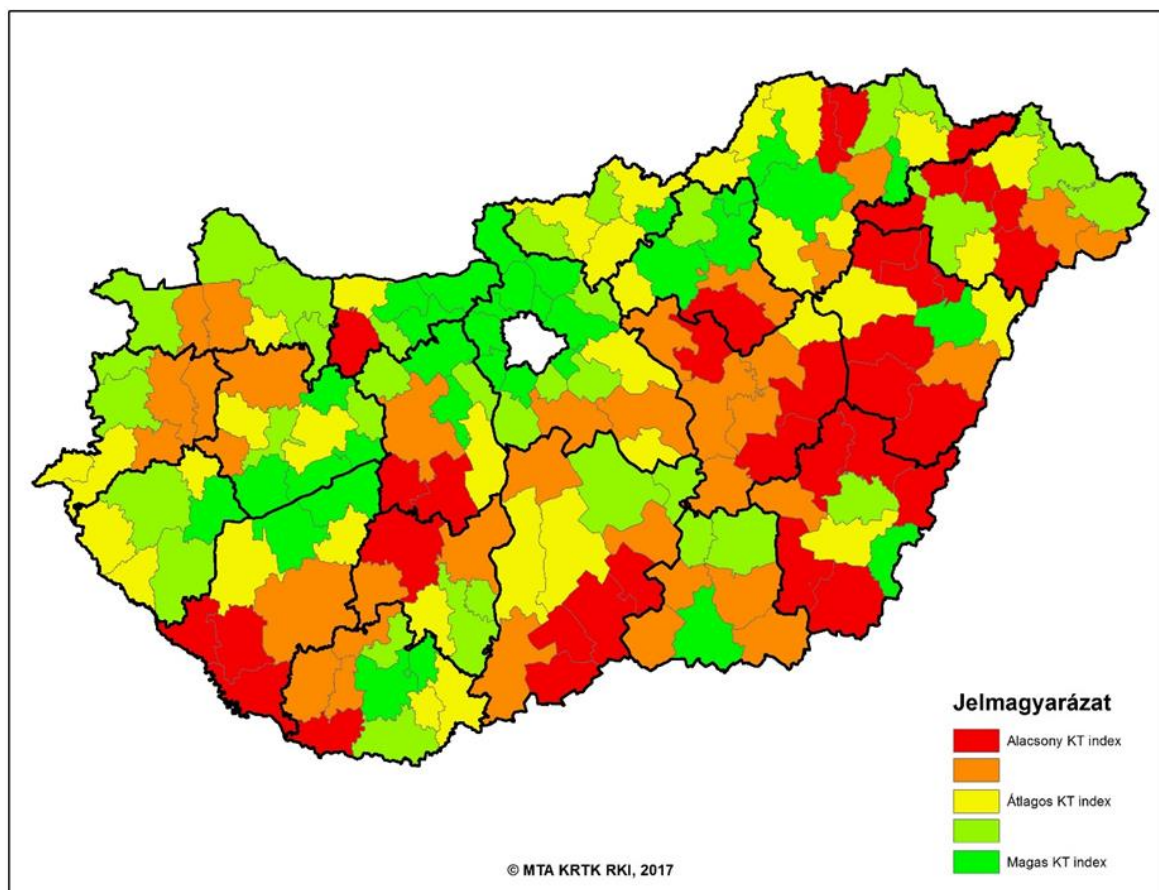 Jelmagyarázat
Alacsony KT index
Átlagos KT index
Magas KT index
© MTA KRTK RKI, 2017